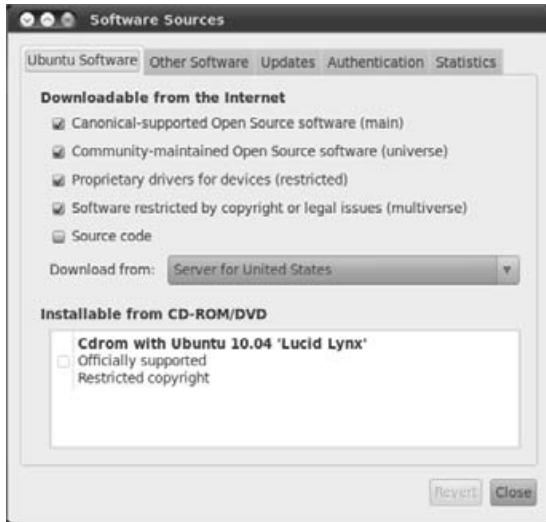 Software Sources
Ubuntu Software Other Software Updates Authentication Statistics
Downloadable from the Internet
Canonical-supported Open Source software (main)
Community-maintained Open Source software (universe)
Proprietary drivers for devices (restricted)
Software restricted by copyright or legal issues (multiverse)
Source code
Download from: Server for United States
Installable from CD-ROM/DVD
Cdrom with Ubuntu 10.04 'Lucid Lynx'
Officially supported
Restricted copyright
Revert Close